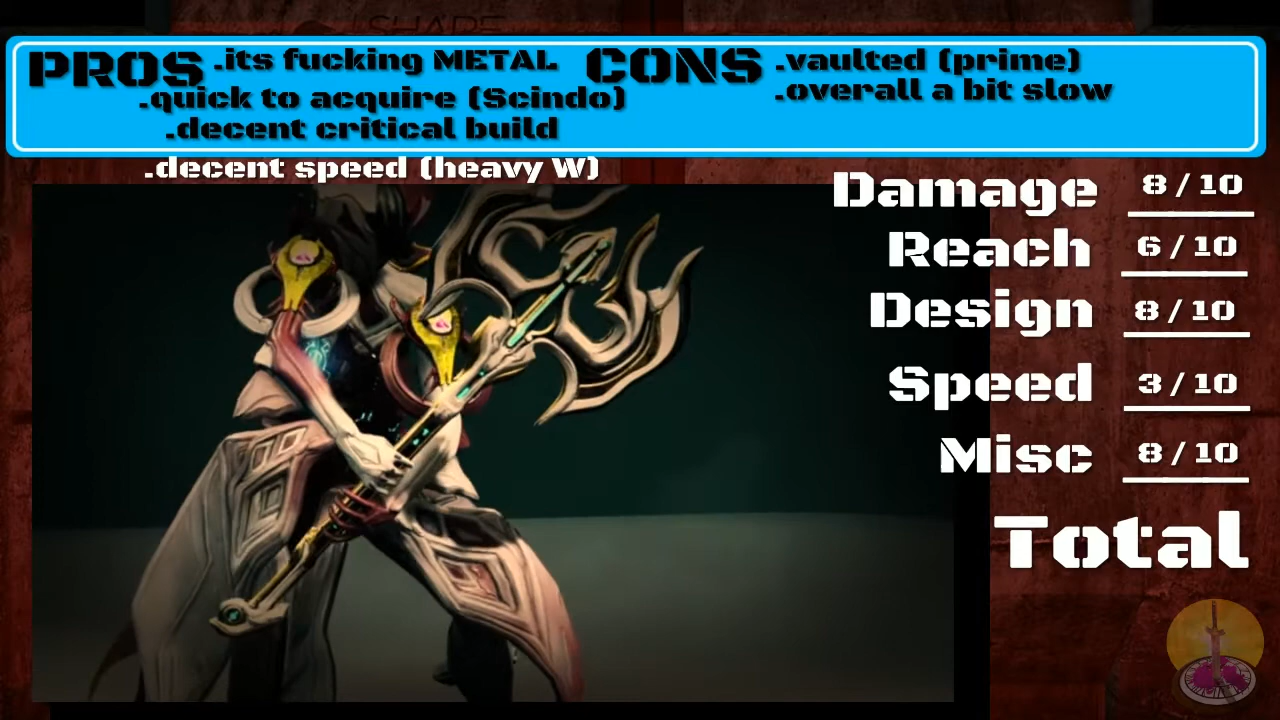 SHAPE
PROS .its fucking METAL
.quick to acquire (Scindo)
.decent critical build
.decent speed (heavy W)
CONS .vaulted (prime)
.overall a bit slow
Damage 8 / 10
Reach 6 / 10
Design 8 / 10
Speed 3 / 10
Misc 8 / 10
Total